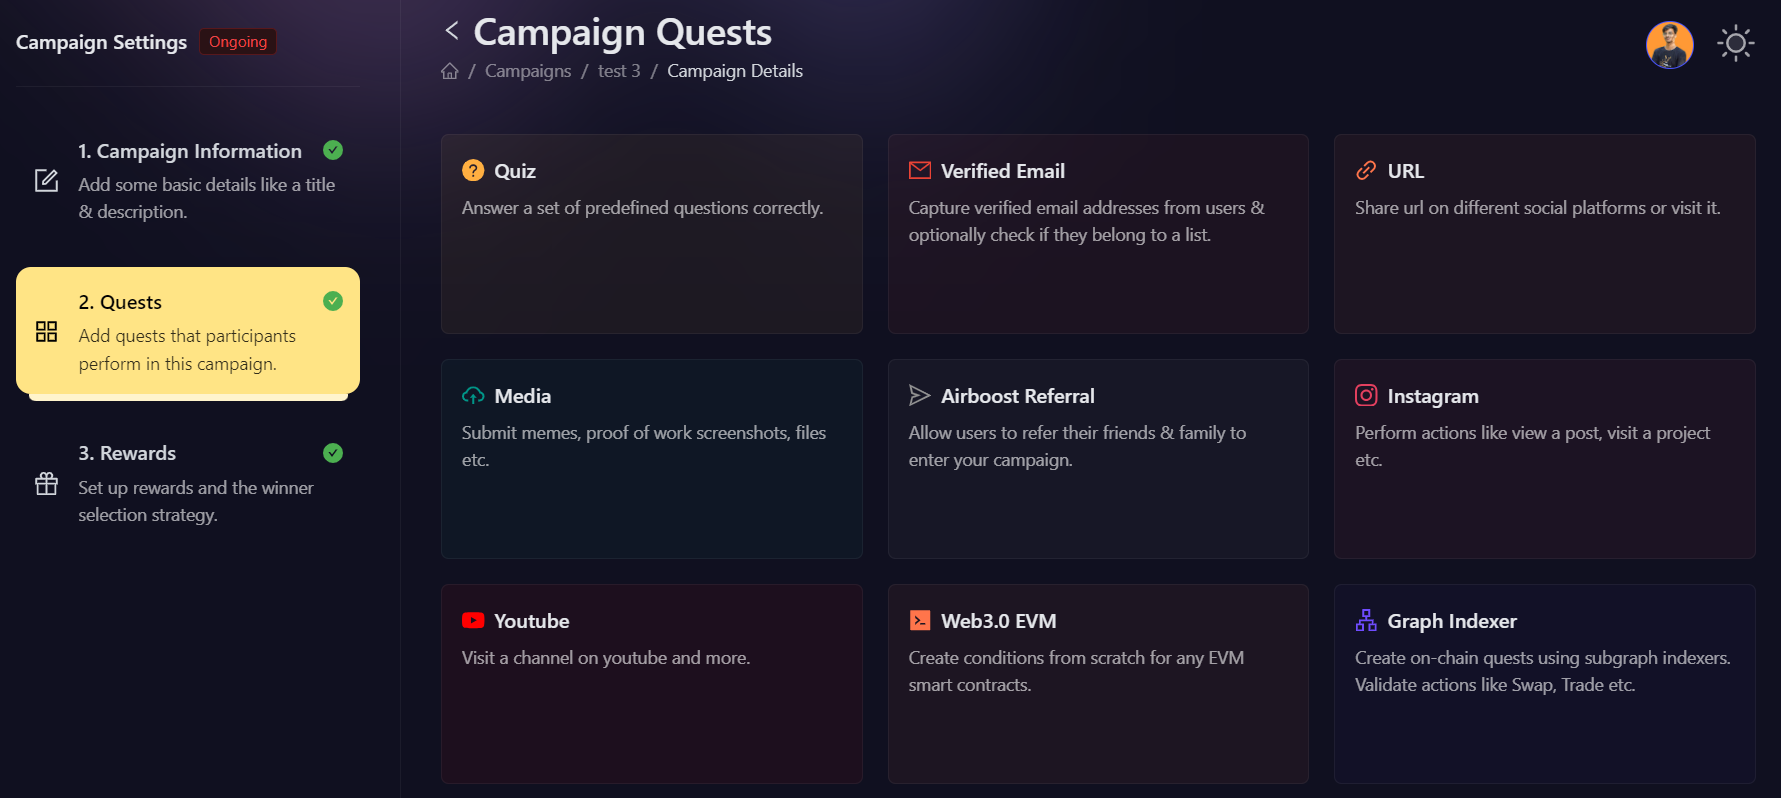 Campaign Settings Ongoing
1. Campaign Information
Add some basic details like a title
& description.
2. Quests
Add quests that participants
perform in this campaign.
3. Rewards
Set up rewards and the winner
selection strategy.
Campaign Quests
/ Campaigns / test 3 / Campaign Details
Quiz
Answer a set of predefined questions correctly.
Verified Email
Capture verified email addresses from users &
optionally check if they belong to a list.
URL
Share url on different social platforms or visit it.
Media
Submit memes, proof of work screenshots, files
etc.
Airboost Referral
Allow users to refer their friends & family to
enter your campaign.
Instagram
Perform actions like view a post, visit a project
etc.
Youtube
Visit a channel on youtube and more.
Web3.0 EVM
Create conditions from scratch for any EVM
smart contracts.
Graph Indexer
Create on-chain quests using subgraph indexers.
Validate actions like Swap, Trade etc.